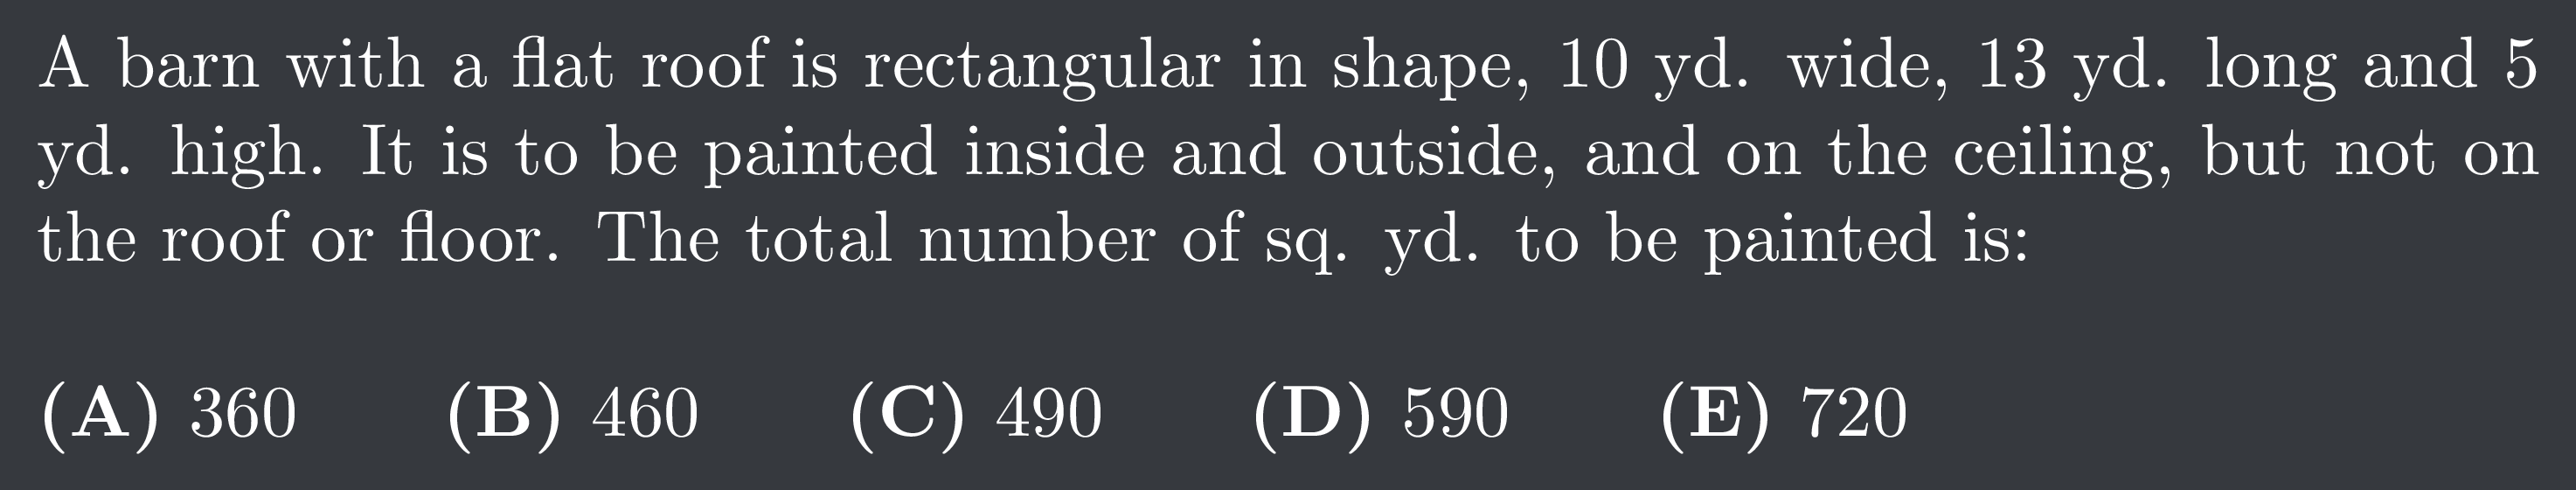 A barn with a flat roof is rectangular in shape, 10 yd. wide, 13 yd. long and 5
yd. high. It is to be painted inside and outside, and on the ceiling, but not on
the roof or floor. The total number of sq. yd. to be painted is:
(A) 360 (B) 460 (C) 490 (D) 590 (E) 720